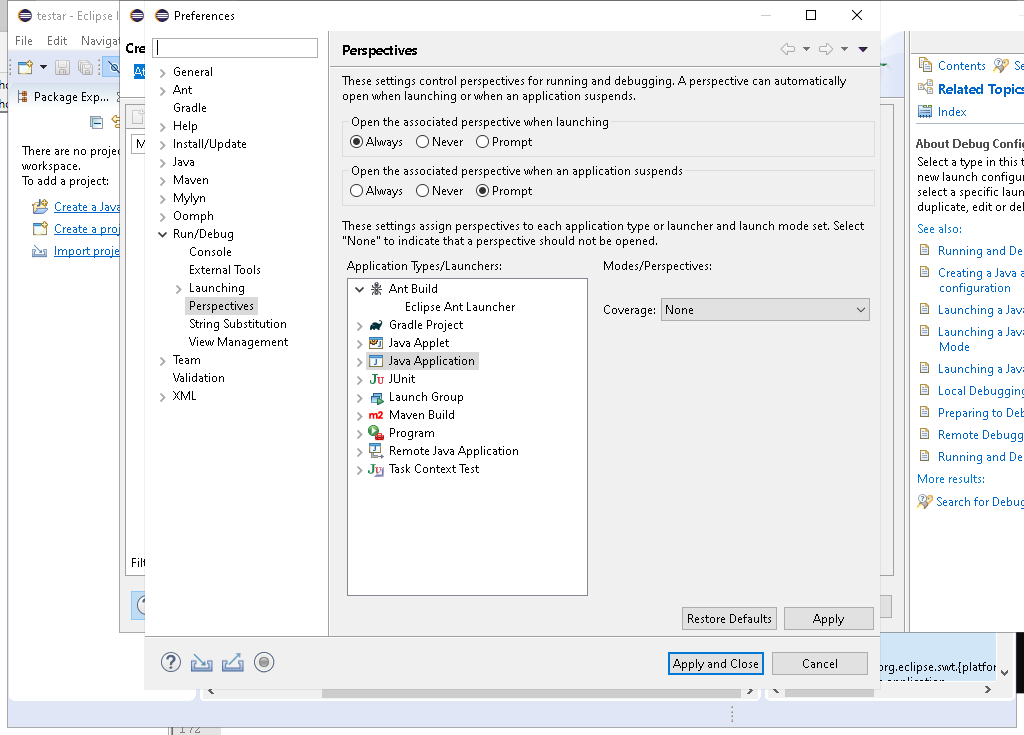 testar - Eclipse I
Preferences
File Edit Navigat
Cre
Perspectives
Contents
Related Topics
Index
Package Exp...
General
Ant
Gradle
Help
Install/Update
Java
Maven
Mylyn
Oomph
Run/Debug
Console
External Tools
Launching
Perspectives
String Substitution
View Management
Team
Validation
XML
These settings control perspectives for running and debugging. A perspective can automatically
open when launching or when an application suspends.
Open the associated perspective when launching
Always Never Prompt
Open the associated perspective when an application suspends
Always Never Prompt
These settings assign perspectives to each application type or launcher and launch mode set. Select
"None" to indicate that a perspective should not be opened.
Application Types/Launchers:
Modes/Perspectives:
Ant Build
Eclipse Ant Launcher
Gradle Project
Java Applet
Java Application
JUnit
Launch Group
Maven Build
Program
Remote Java Application
Task Context Test
Coverage: None
Restore Defaults
Apply
Apply and Close
Cancel
There are no projec
workspace.
To add a project:
Create a Java
Create a proj
Import proje
Filt
About Debug Config
Select a type in this t
new launch configur
select a specific laun
duplicate, edit or del
See also:
Running and De
Creating a Java a
configuration
Launching a Java
Launching a Java
Mode
Launching a Java
Local Debugging
Preparing to Deb
Remote Debugg
Running and De
More results:
Search for Debug
org.eclipse.swt.{platfor
172